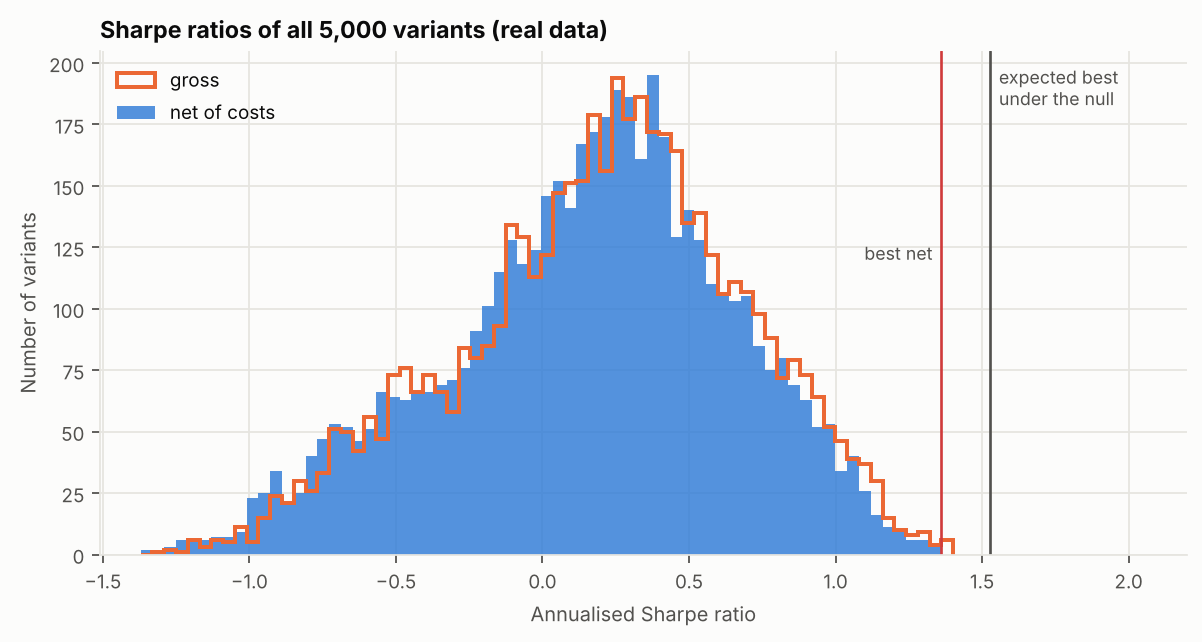 Sharpe ratios of all 5,000 variants (real data)
gross
net of costs
expected best
under the null
best net
Number of variants
200
175
150
125
100
75
50
25
0
−1.5
−1.0
−0.5
0.0
0.5
1.0
1.5
2.0
Annualised Sharpe ratio